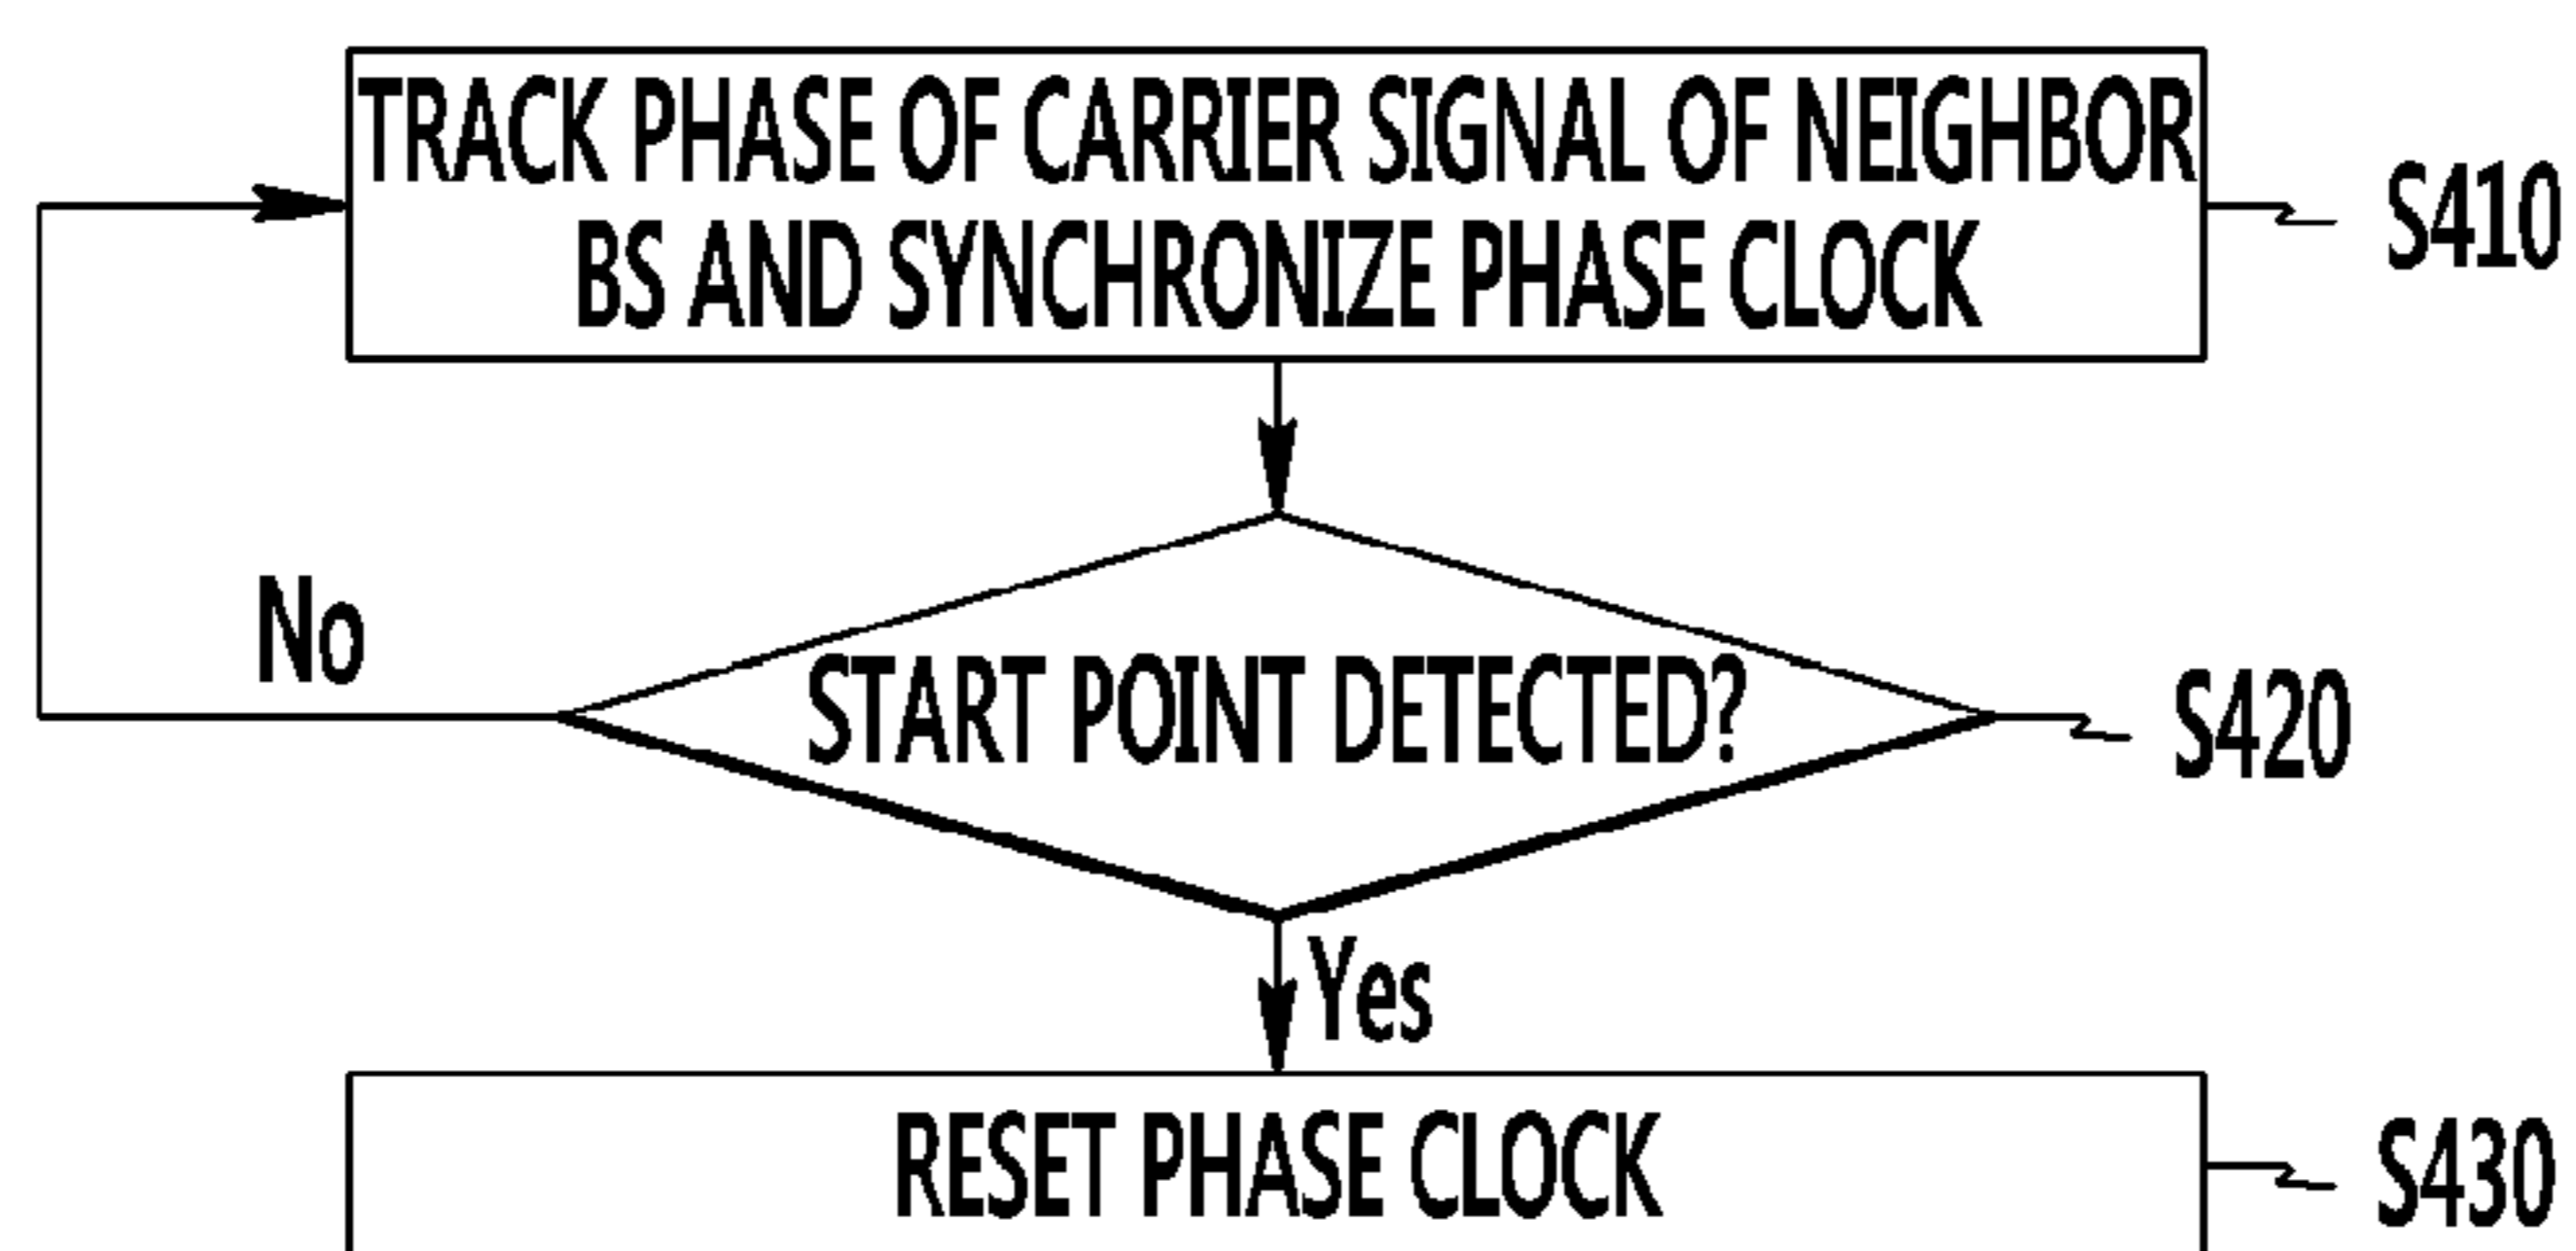 TRACK PHASE OF CARRIER SIGNAL OF NEIGHBOR
BS AND SYNCHRONIZE PHASE CLOCK
S410
No
START POINT DETECTED?
S420
Yes
RESET PHASE CLOCK
S430